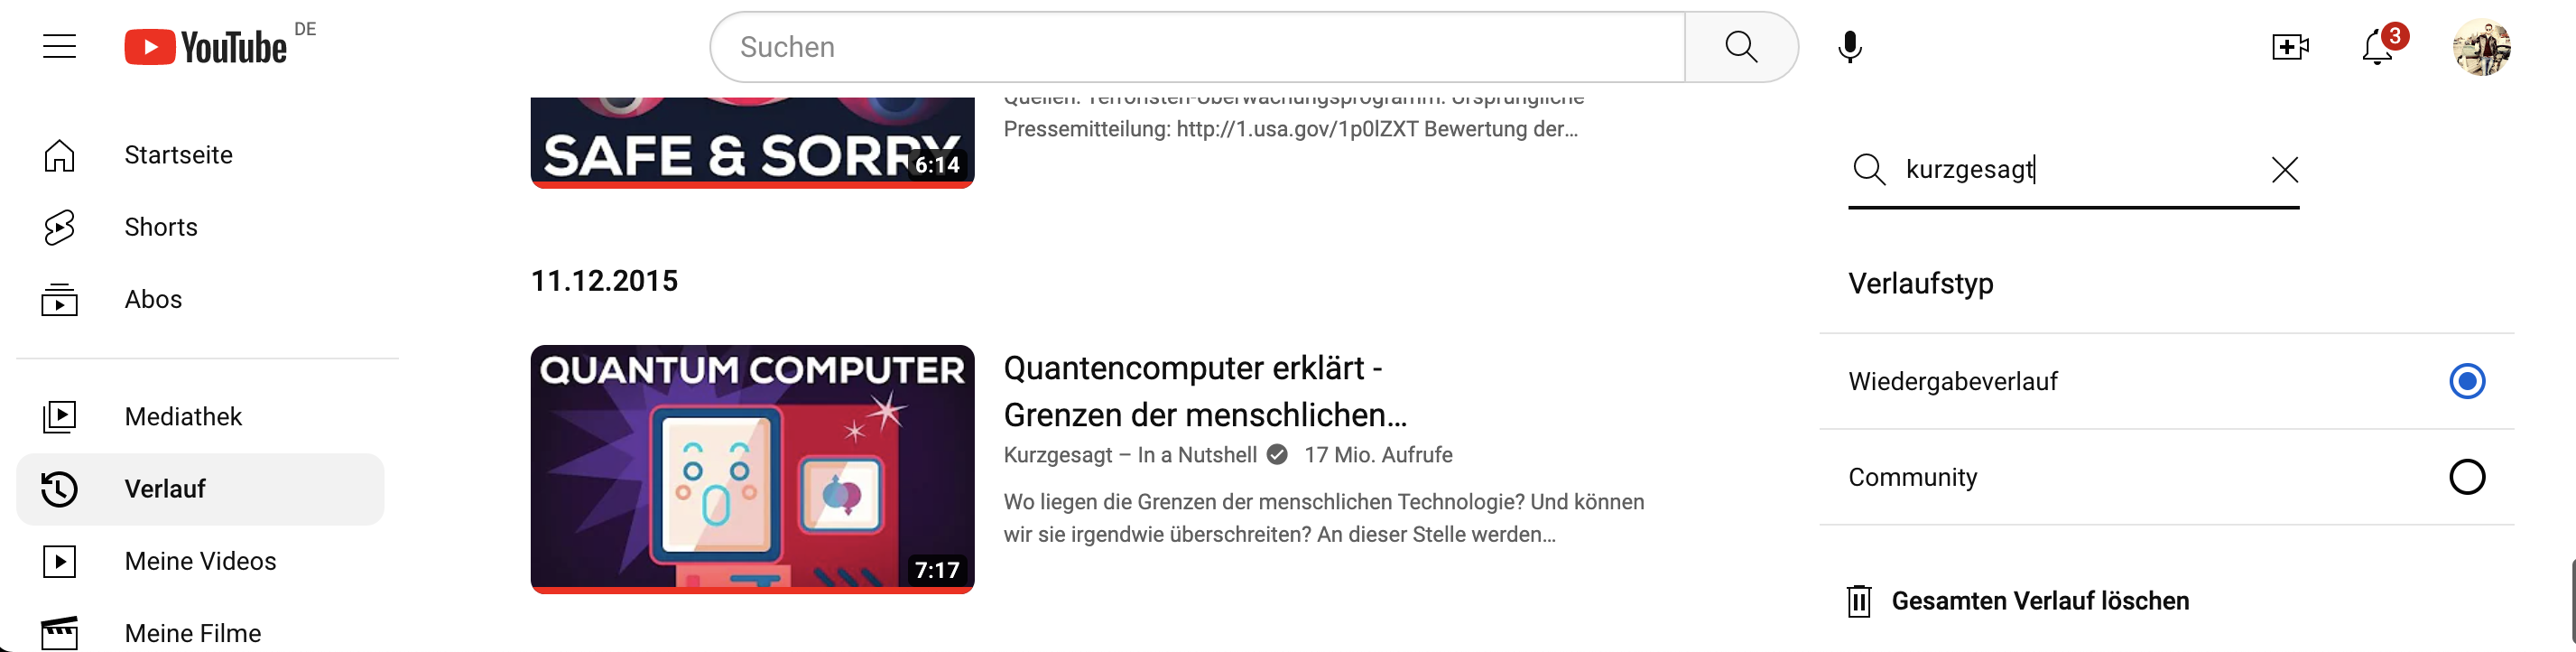 YouTube DE
Suchen
3
Startseite
Shorts
Abos
Mediathek
Verlauf
Meine Videos
Meine Filme
SAFE & SORRY
6:14
Quellen: Terroristen-Überwachungsprogramm: Ursprüngliche
Pressemitteilung: http://1.usa.gov/1p0lZXT Bewertung der…
11.12.2015
QUANTUM COMPUTER
7:17
Quantencomputer erklärt -
Grenzen der menschlichen…
Kurzgesagt – In a Nutshell 17 Mio. Aufrufe
Wo liegen die Grenzen der menschlichen Technologie? Und können
wir sie irgendwie überschreiten? An dieser Stelle werden…
kurzgesagt
Verlaufstyp
Wiedergabeverlauf
Community
Gesamten Verlauf löschen